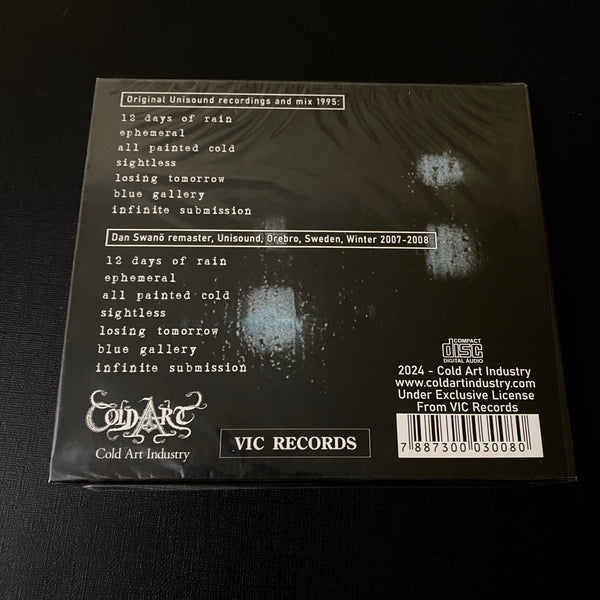 Original Unisound recordings and mix 1995:
12 days of rain
ephemeral
all painted cold
sightless
losing tomorrow
blue gallery
infinite submission
Dan Swanö remaster, Unisound, Örebro, Sweden, Winter 2007-2008
12 days of rain
ephemeral
all painted cold
sightless
losing tomorrow
blue gallery
infinite submission
COMPACT
disc
DIGITAL AUDIO
2024 - Cold Art Industry
www.coldartindustry.com
Under Exclusive License
From VIC Records
COLD ART
Cold Art Industry
VIC RECORDS
7 887300 030080